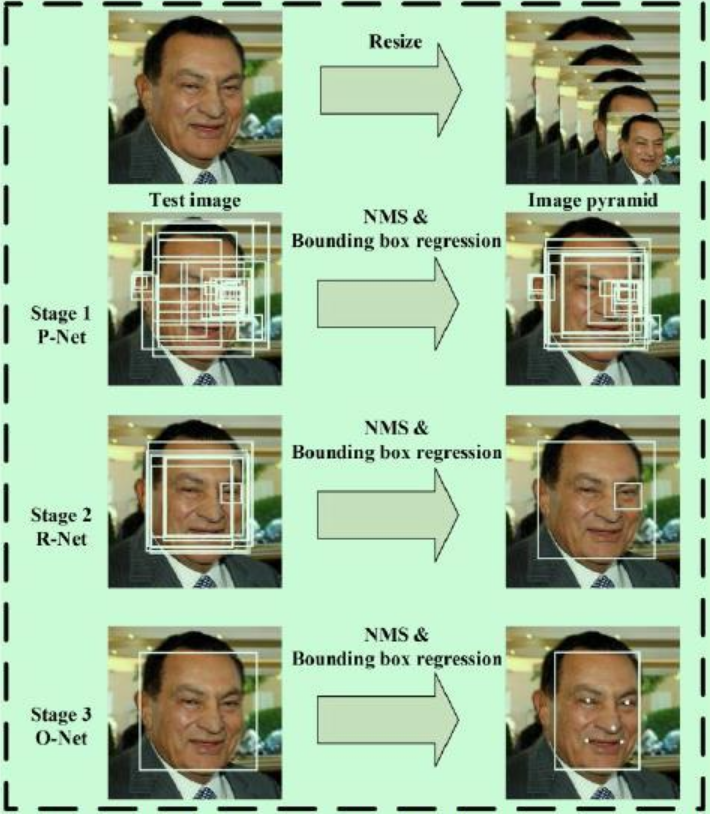 Resize
Test image
Image pyramid
NMS &
Bounding box regression
Stage 1
P-Net
NMS &
Bounding box regression
Stage 2
R-Net
NMS &
Bounding box regression
Stage 3
O-Net